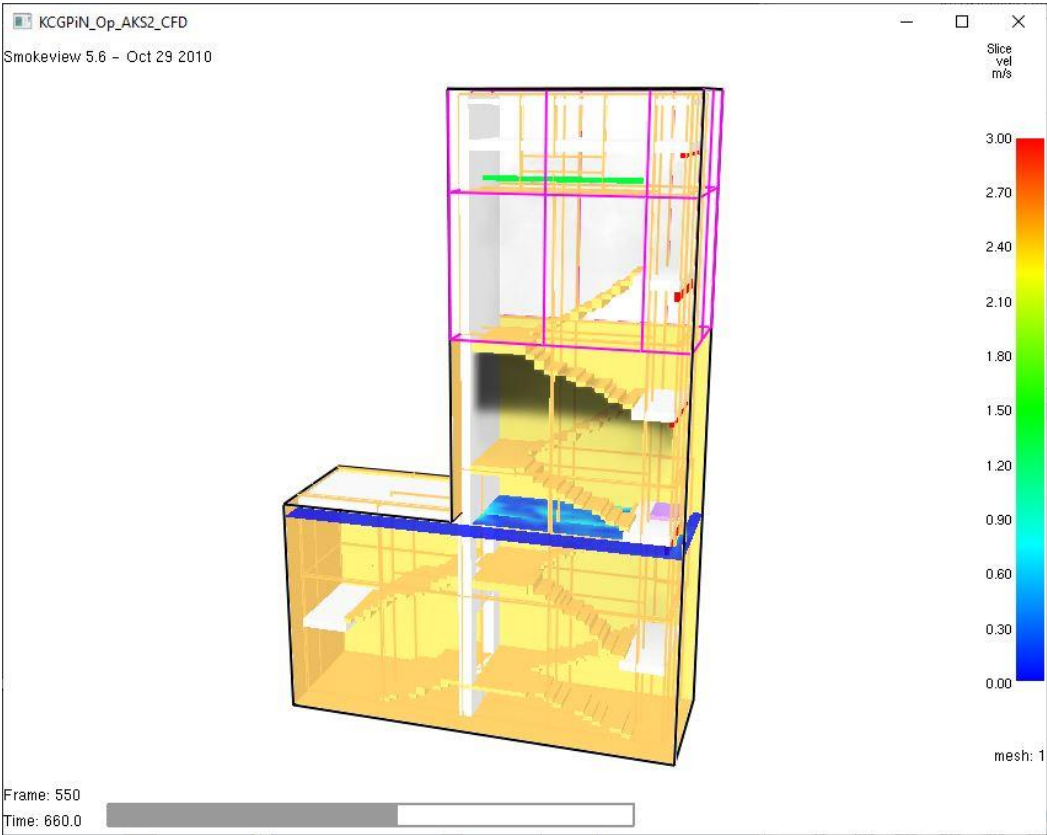 KCGPiN_Op_AKS2_CFD
Smokeview 5.6 - Oct 29 2010
Slice
vel
m/s
3.00
2.70
2.40
2.10
1.80
1.50
1.20
0.90
0.60
0.30
0.00
mesh: 1
Frame: 550
Time: 660.0